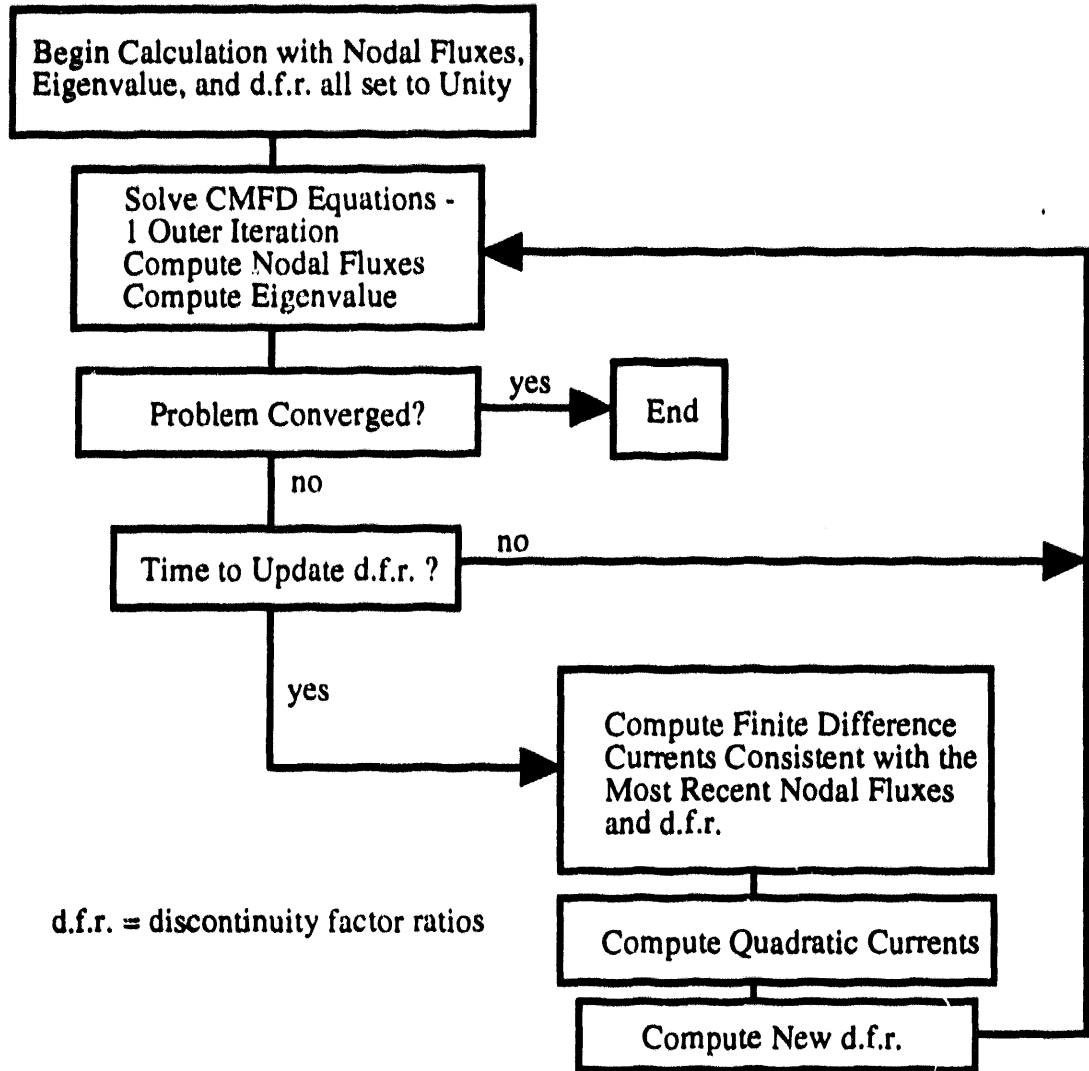 Begin Calculation with Nodal Fluxes,
Eigenvalue, and d.f.r. all set to Unity
Solve CMFD Equations -
1 Outer Iteration
Compute Nodal Fluxes
Compute Eigenvalue
Problem Converged?
yes
End
no
Time to Update d.f.r. ?
no
yes
Compute Finite Difference
Currents Consistent with the
Most Recent Nodal Fluxes
and d.f.r.
d.f.r. = discontinuity factor ratios
Compute Quadratic Currents
Compute New d.f.r.